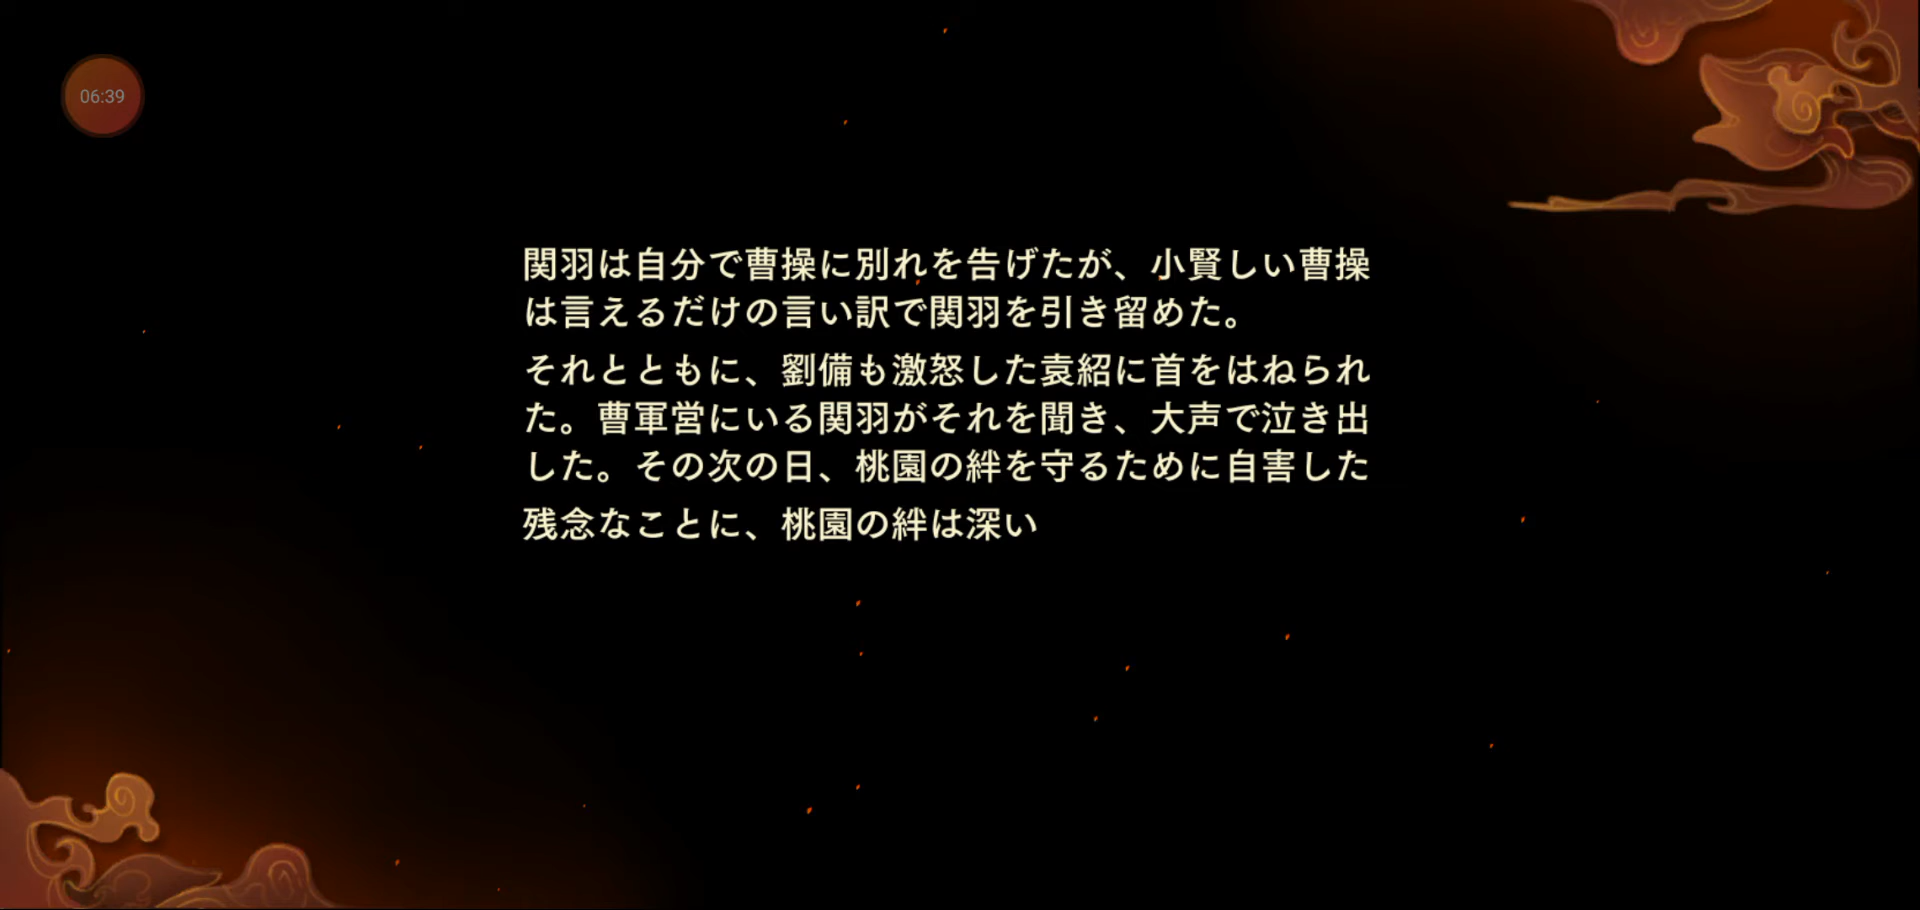 06:39
関羽は自分で曹操に別れを告げたが、小賢しい曹操
は言えるだけの言い訳で関羽を引き留めた。
それとともに、劉備も激怒した袁紹に首をはねられ
た。曹軍営にいる関羽がそれを聞き、大声で泣き出
した。その次の日、桃園の絆を守るために自害した
残念なことに、桃園の絆は深い